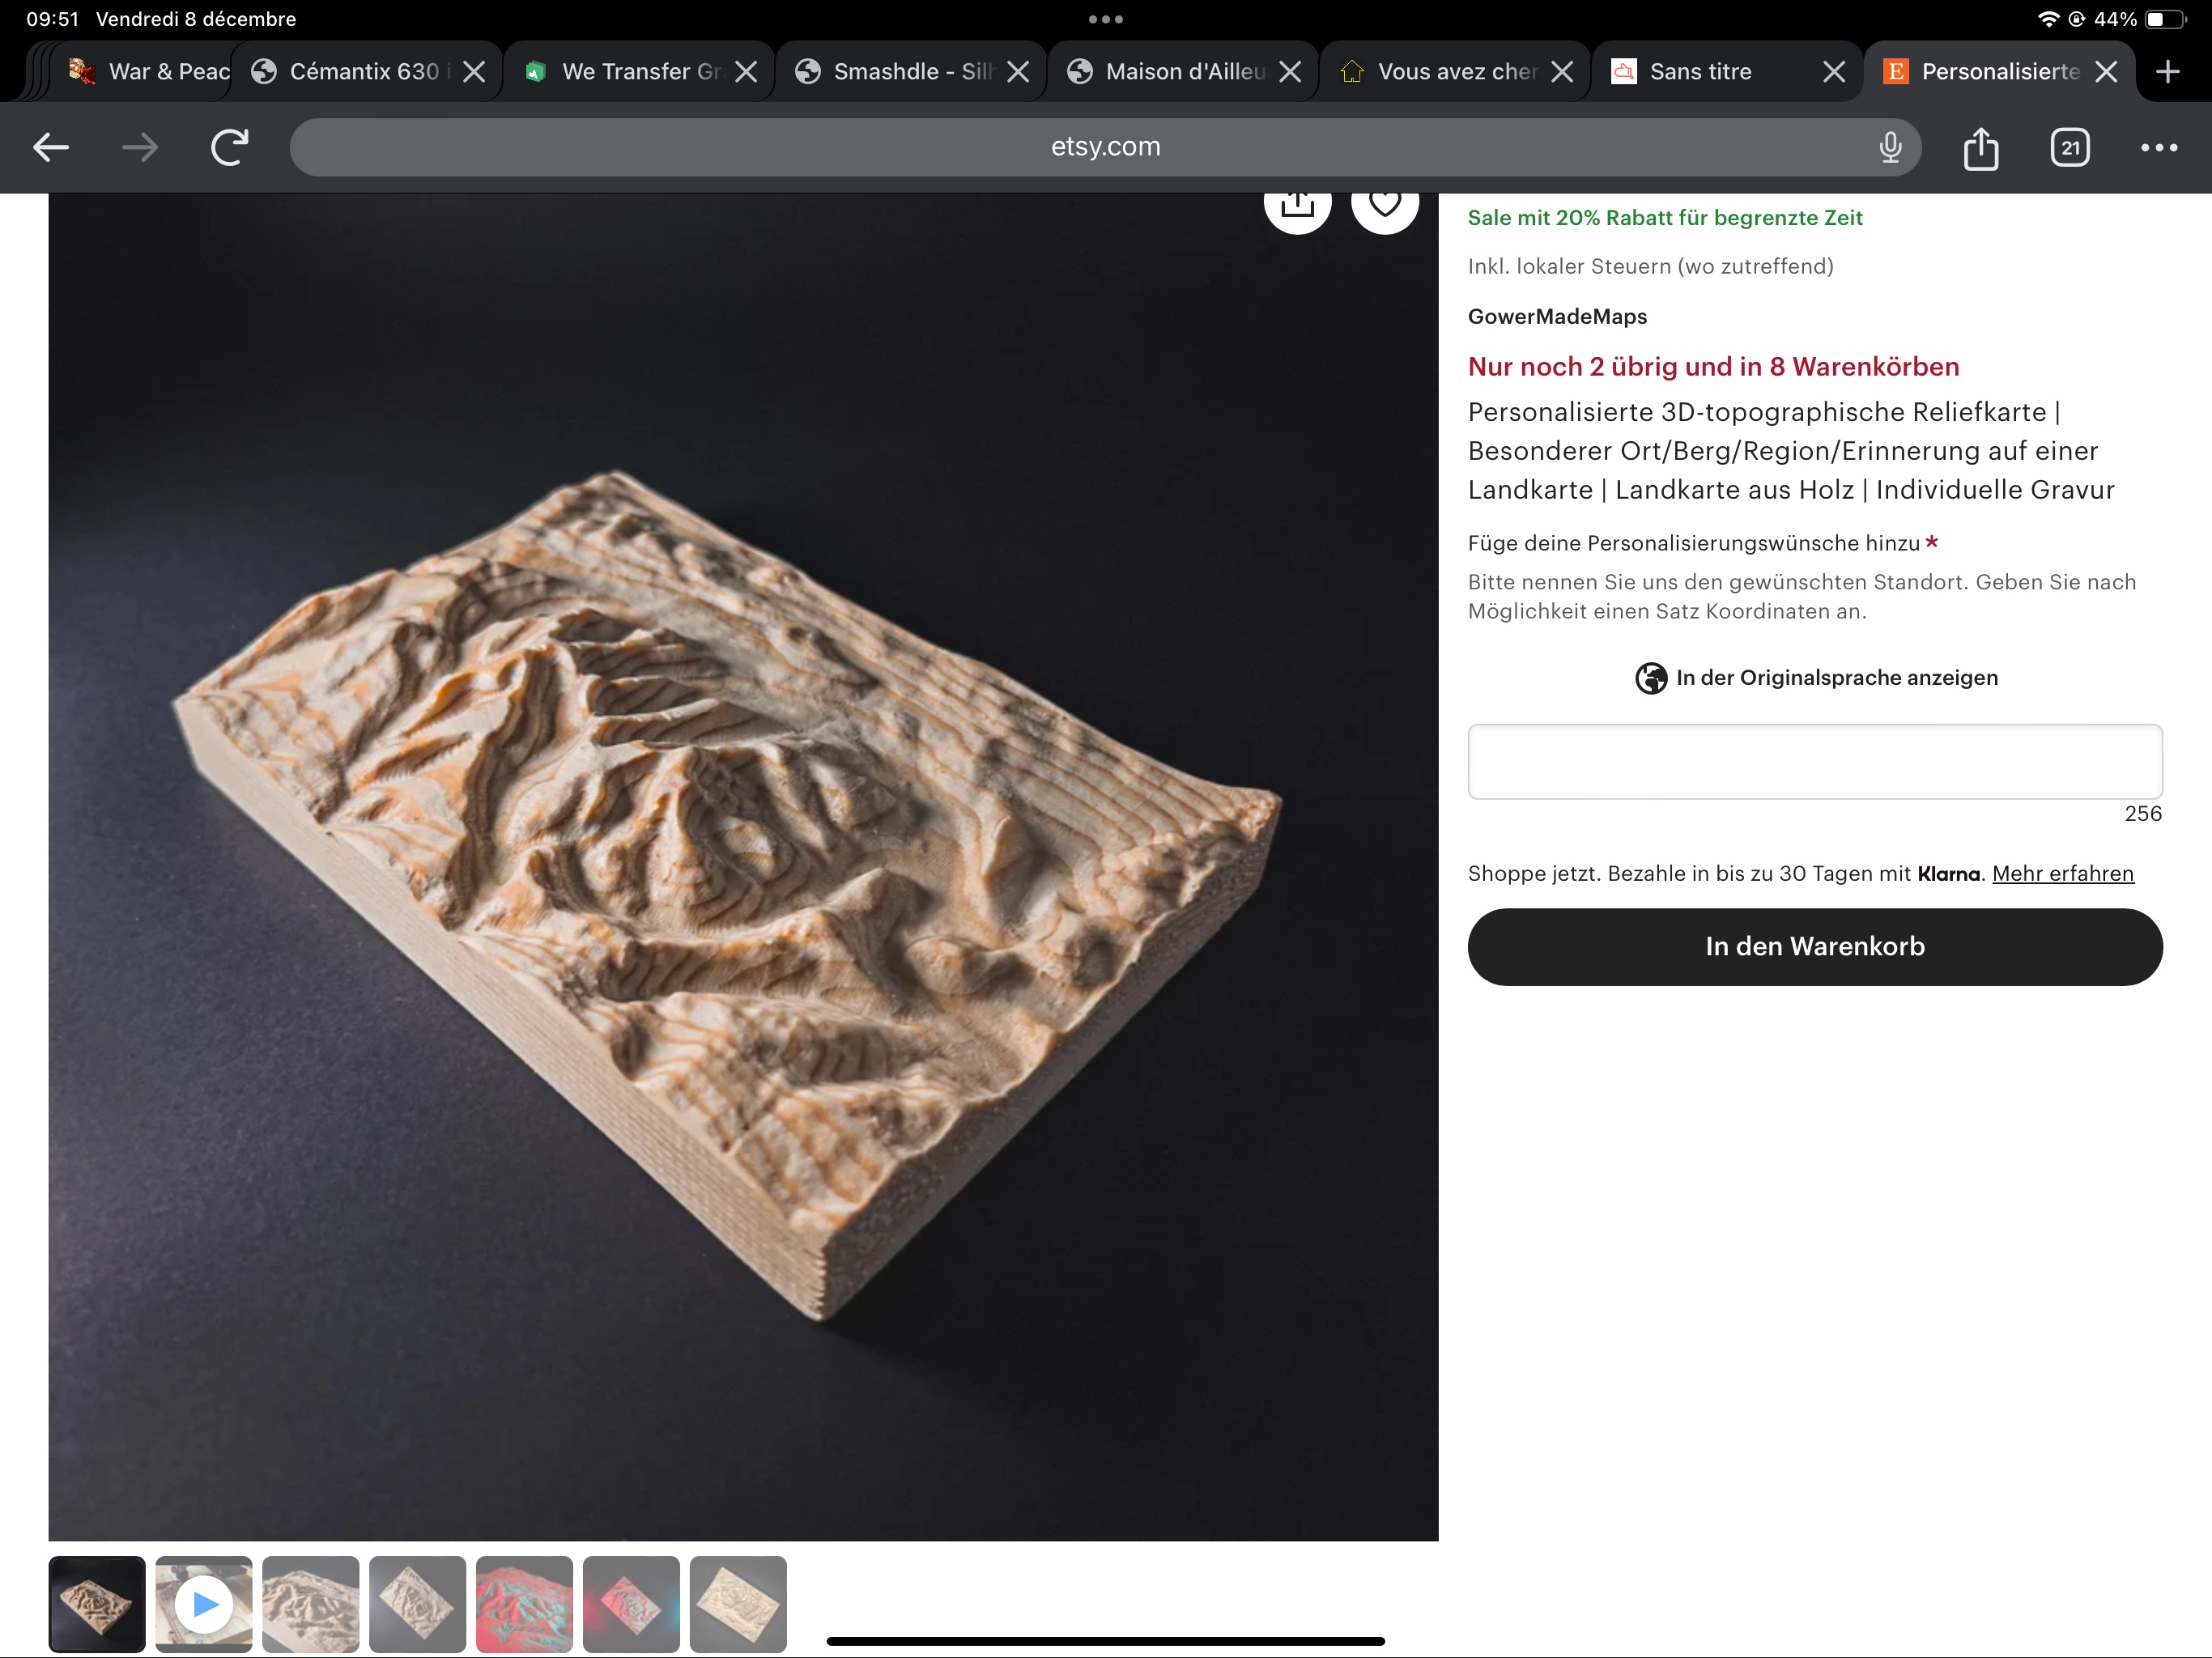 09:51 Vendredi 8 décembre
44%
War & Peac
Cémantix 630
We Transfer Gr
Smashdle - Silh
Maison d'Ailleu
Vous avez cher
Sans titre
Personalisierte
etsy.com
21
Sale mit 20% Rabatt für begrenzte Zeit
Inkl. lokaler Steuern (wo zutreffend)
GowerMadeMaps
Nur noch 2 übrig und in 8 Warenkörben
Personalisierte 3D-topographische Reliefkarte |
Besonderer Ort/Berg/Region/Erinnerung auf einer
Landkarte | Landkarte aus Holz | Individuelle Gravur
Füge deine Personalisierungswünsche hinzu *
Bitte nennen Sie uns den gewünschten Standort. Geben Sie nach
Möglichkeit einen Satz Koordinaten an.
In der Originalsprache anzeigen
256
Shoppe jetzt. Bezahle in bis zu 30 Tagen mit Klarna. Mehr erfahren
In den Warenkorb